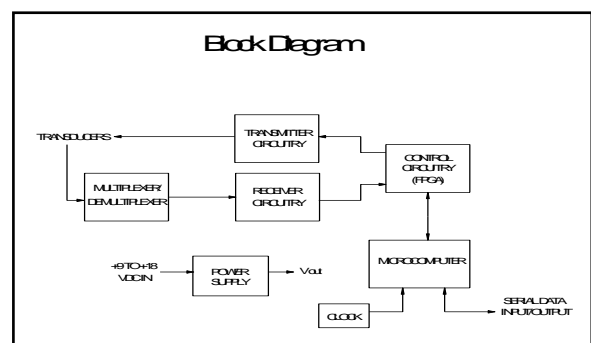 Block Diagram
TRANSMITTER
CIRCUITRY
TRANSDUCERS
CONTROL
CIRCUITRY
(FPGA)
MULTIPLEXER/
DEMULTIPLEXER
RECEIVER
CIRCUITRY
+9 TO +18
VDC IN
POWER
SUPPLY
Vout
MICROCOMPUTER
CLOCK
SERIAL DATA
INPUT/OUTPUT